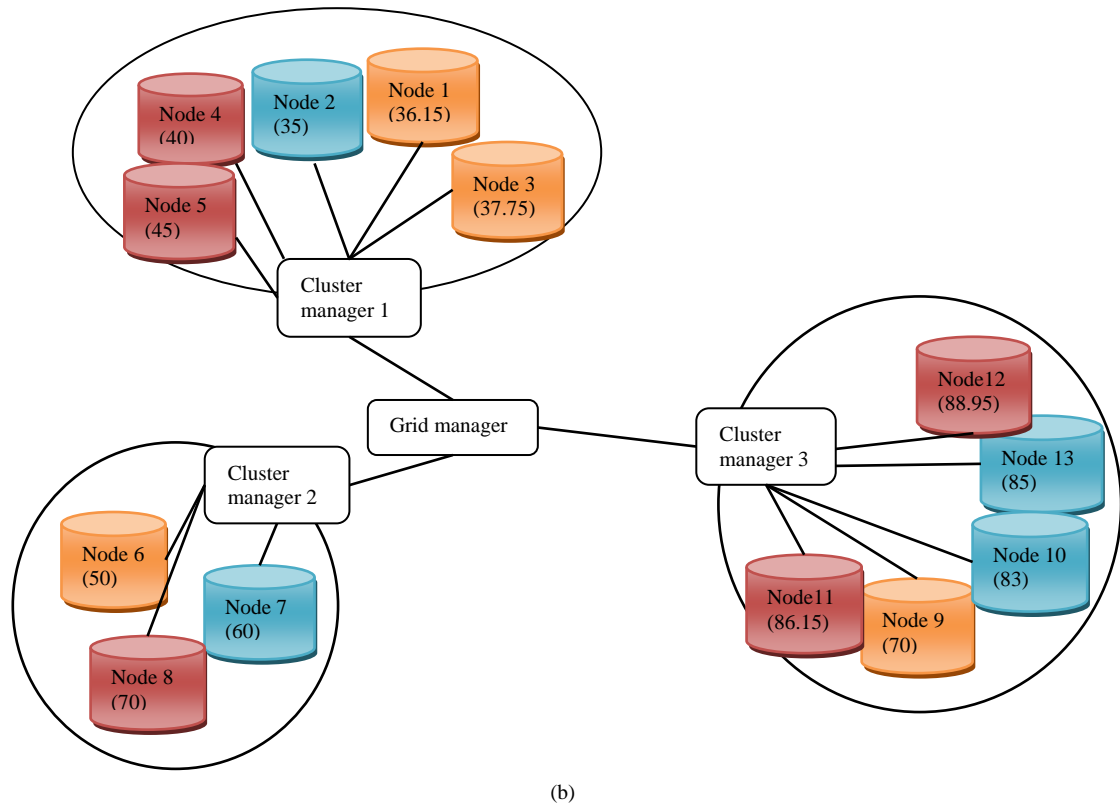 Node 4
(40)
Node 2
(35)
Node 1
(36.15)
Node 5
(45)
Node 3
(37.75)
Cluster
manager 1
Grid manager
Cluster
manager 2
Cluster
manager 3
Node12
(88.95)
Node 13
(85)
Node 10
(83)
Node11
(86.15)
Node 9
(70)
Node 6
(50)
Node 7
(60)
Node 8
(70)
(b)